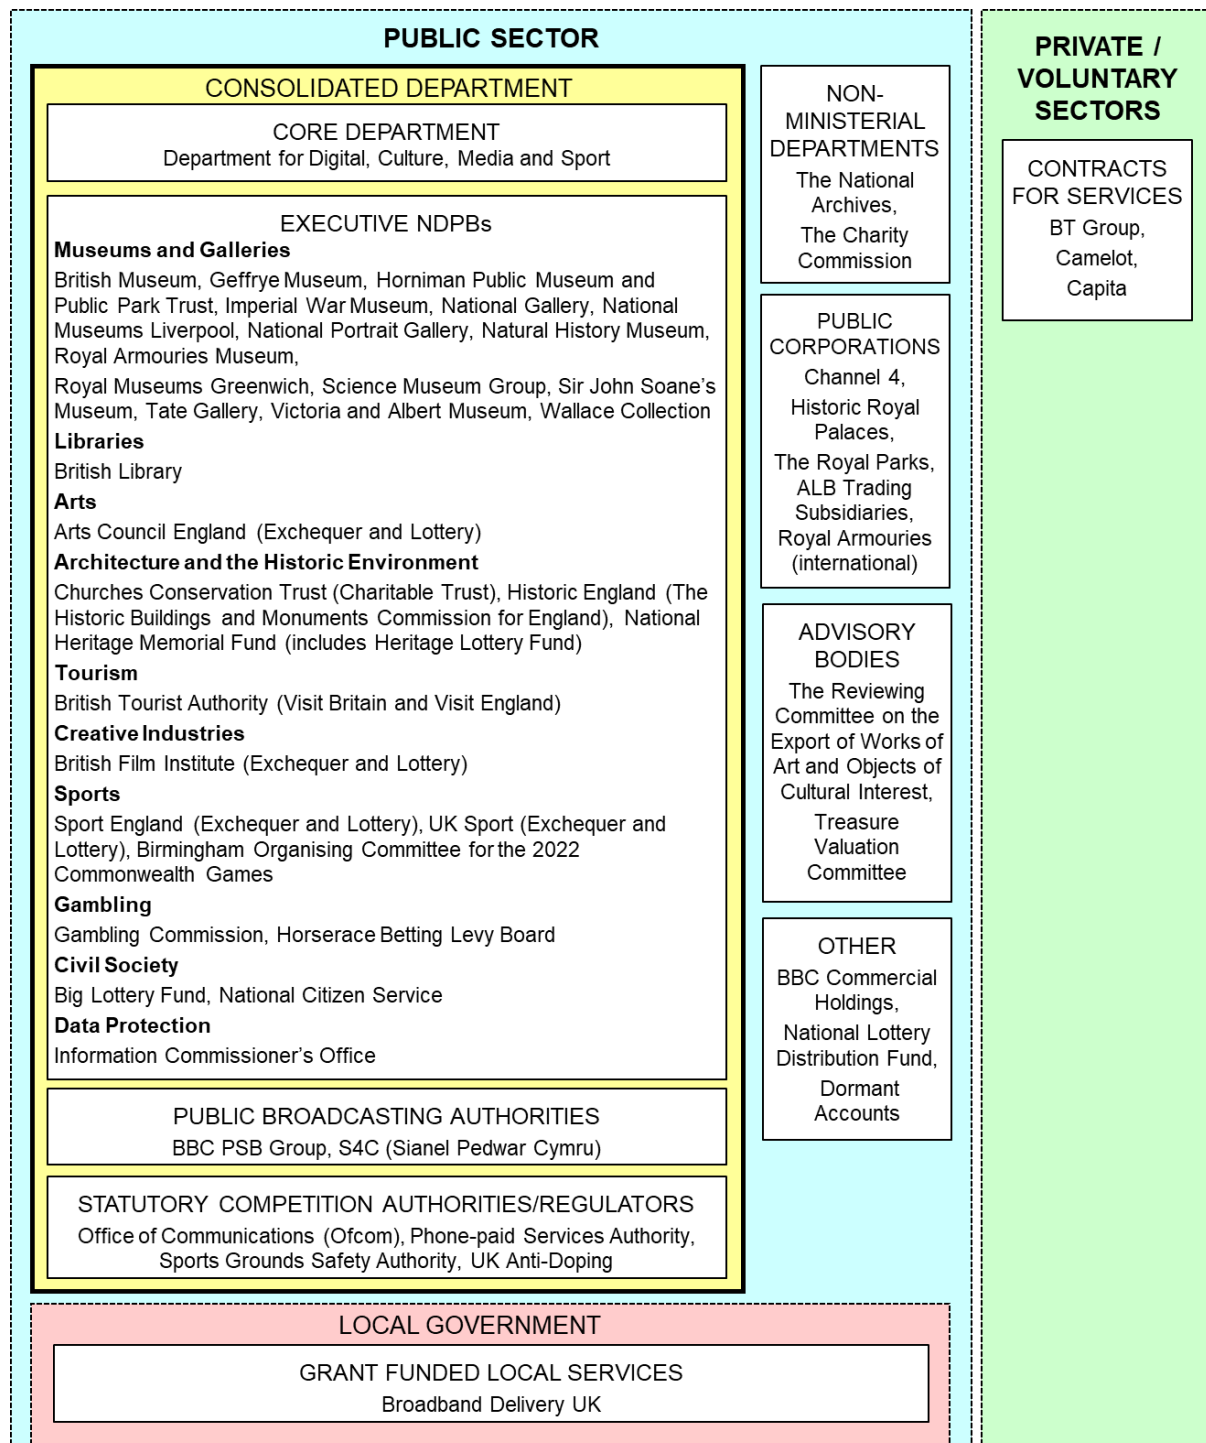 PUBLIC SECTOR
CONSOLIDATED DEPARTMENT
CORE DEPARTMENT
Department for Digital, Culture, Media and Sport
EXECUTIVE NDPBs
Museums and Galleries
British Museum, Geffrye Museum, Horniman Public Museum and
Public Park Trust, Imperial War Museum, National Gallery, National
Museums Liverpool, National Portrait Gallery, Natural History Museum,
Royal Armouries Museum,
Royal Museums Greenwich, Science Museum Group, Sir John Soane's
Museum, Tate Gallery, Victoria and Albert Museum, Wallace Collection
Libraries
British Library
Arts
Arts Council England (Exchequer and Lottery)
Architecture and the Historic Environment
Churches Conservation Trust (Charitable Trust), Historic England (The
Historic Buildings and Monuments Commission for England), National
Heritage Memorial Fund (includes Heritage Lottery Fund)
Tourism
British Tourist Authority (Visit Britain and Visit England)
Creative Industries
British Film Institute (Exchequer and Lottery)
Sports
Sport England (Exchequer and Lottery), UK Sport (Exchequer and
Lottery), Birmingham Organising Committee for the 2022
Commonwealth Games
Gambling
Gambling Commission, Horserace Betting Levy Board
Civil Society
Big Lottery Fund, National Citizen Service
Data Protection
Information Commissioner's Office
PUBLIC BROADCASTING AUTHORITIES
BBC PSB Group, S4C (Sianel Pedwar Cymru)
STATUTORY COMPETITION AUTHORITIES/REGULATORS
Office of Communications (Ofcom), Phone-paid Services Authority,
Sports Grounds Safety Authority, UK Anti-Doping
NON-
MINISTERIAL
DEPARTMENTS
The National
Archives,
The Charity
Commission
PUBLIC
CORPORATIONS
Channel 4,
Historic Royal
Palaces,
The Royal Parks,
ALB Trading
Subsidiaries,
Royal Armouries
(international)
ADVISORY
BODIES
The Reviewing
Committee on the
Export of Works of
Art and Objects of
Cultural Interest,
Treasure
Valuation
Committee
OTHER
BBC Commercial
Holdings,
National Lottery
Distribution Fund,
Dormant
Accounts
LOCAL GOVERNMENT
GRANT FUNDED LOCAL SERVICES
Broadband Delivery UK
PRIVATE /
VOLUNTARY
SECTORS
CONTRACTS
FOR SERVICES
BT Group,
Camelot,
Capita